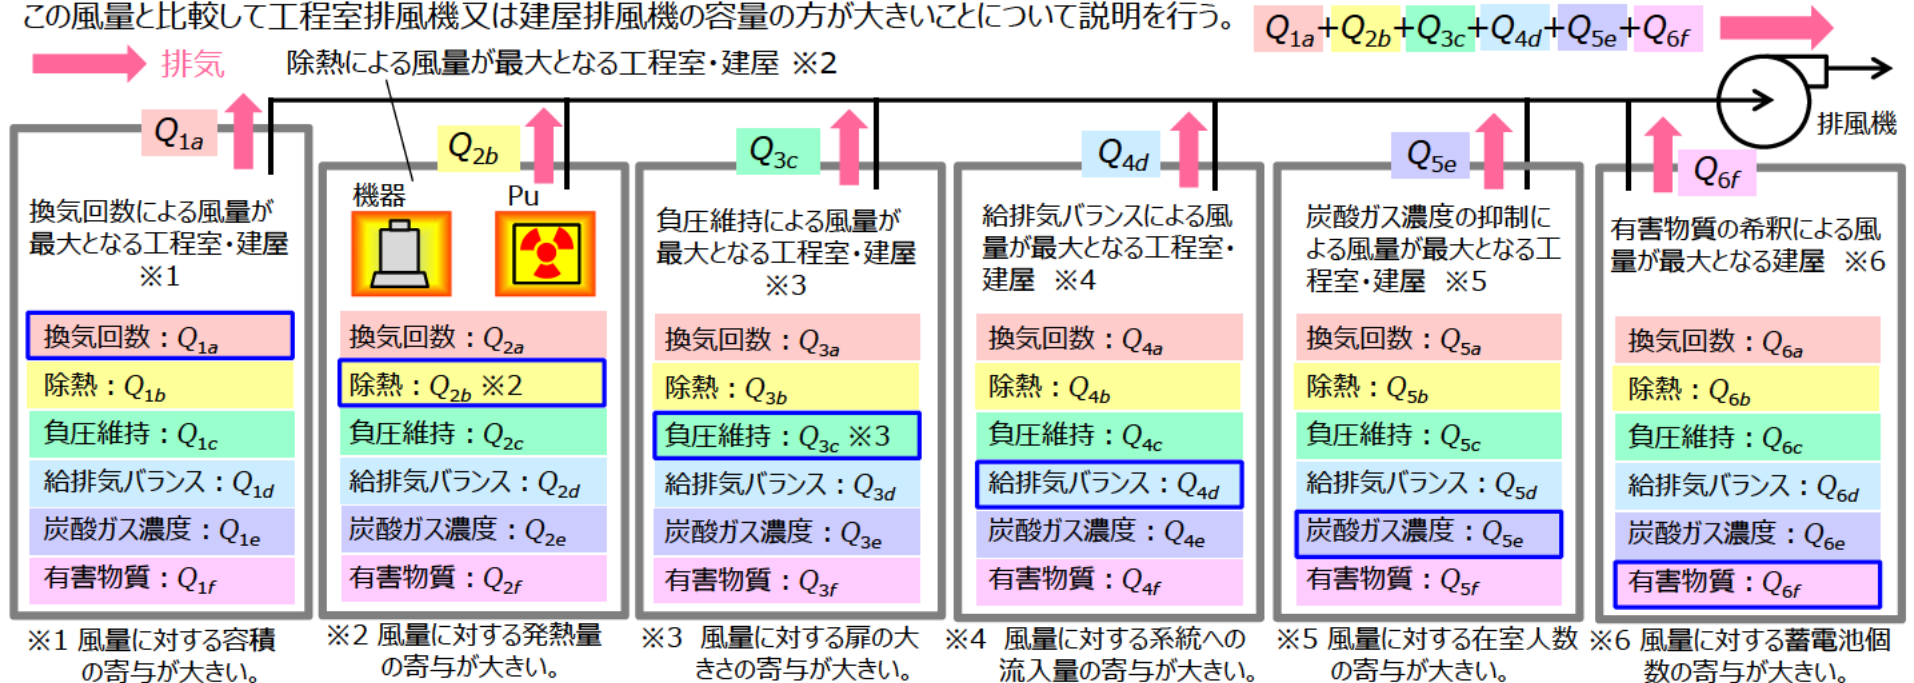 この風量と比較して工程室排風機又は建屋排風機の容量の方が大きいことについて説明を行う。
Q1a+Q2b+Q3c+Q4d+Q5e+Q6f
排気
除熱による風量が最大となる工程室・建屋 ※2
排風機
Q1a
換気回数による風量が
最大となる工程室・建屋
※1
換気回数：Q1a
除熱：Q1b
負圧維持：Q1c
給排気バランス：Q1d
炭酸ガス濃度：Q1e
有害物質：Q1f
※1 風量に対する容積
の寄与が大きい。
Q2b
機器
Pu
換気回数：Q2a
除熱：Q2b ※2
負圧維持：Q2c
給排気バランス：Q2d
炭酸ガス濃度：Q2e
有害物質：Q2f
※2 風量に対する発熱量
の寄与が大きい。
Q3c
負圧維持による風量が
最大となる工程室・建屋
※3
換気回数：Q3a
除熱：Q3b
負圧維持：Q3c ※3
給排気バランス：Q3d
炭酸ガス濃度：Q3e
有害物質：Q3f
※3 風量に対する扉の大
きさの寄与が大きい。
Q4d
給排気バランスによる風
量が最大となる工程室・
建屋 ※4
換気回数：Q4a
除熱：Q4b
負圧維持：Q4c
給排気バランス：Q4d
炭酸ガス濃度：Q4e
有害物質：Q4f
※4 風量に対する系統への
流入量の寄与が大きい。
Q5e
炭酸ガス濃度の抑制に
よる風量が最大となる工
程室・建屋 ※5
換気回数：Q5a
除熱：Q5b
負圧維持：Q5c
給排気バランス：Q5d
炭酸ガス濃度：Q5e
有害物質：Q5f
※5 風量に対する在室人数
の寄与が大きい。
Q6f
有害物質の希釈による風
量が最大となる建屋 ※6
換気回数：Q6a
除熱：Q6b
負圧維持：Q6c
給排気バランス：Q6d
炭酸ガス濃度：Q6e
有害物質：Q6f
※6 風量に対する蓄電池個
数の寄与が大きい。